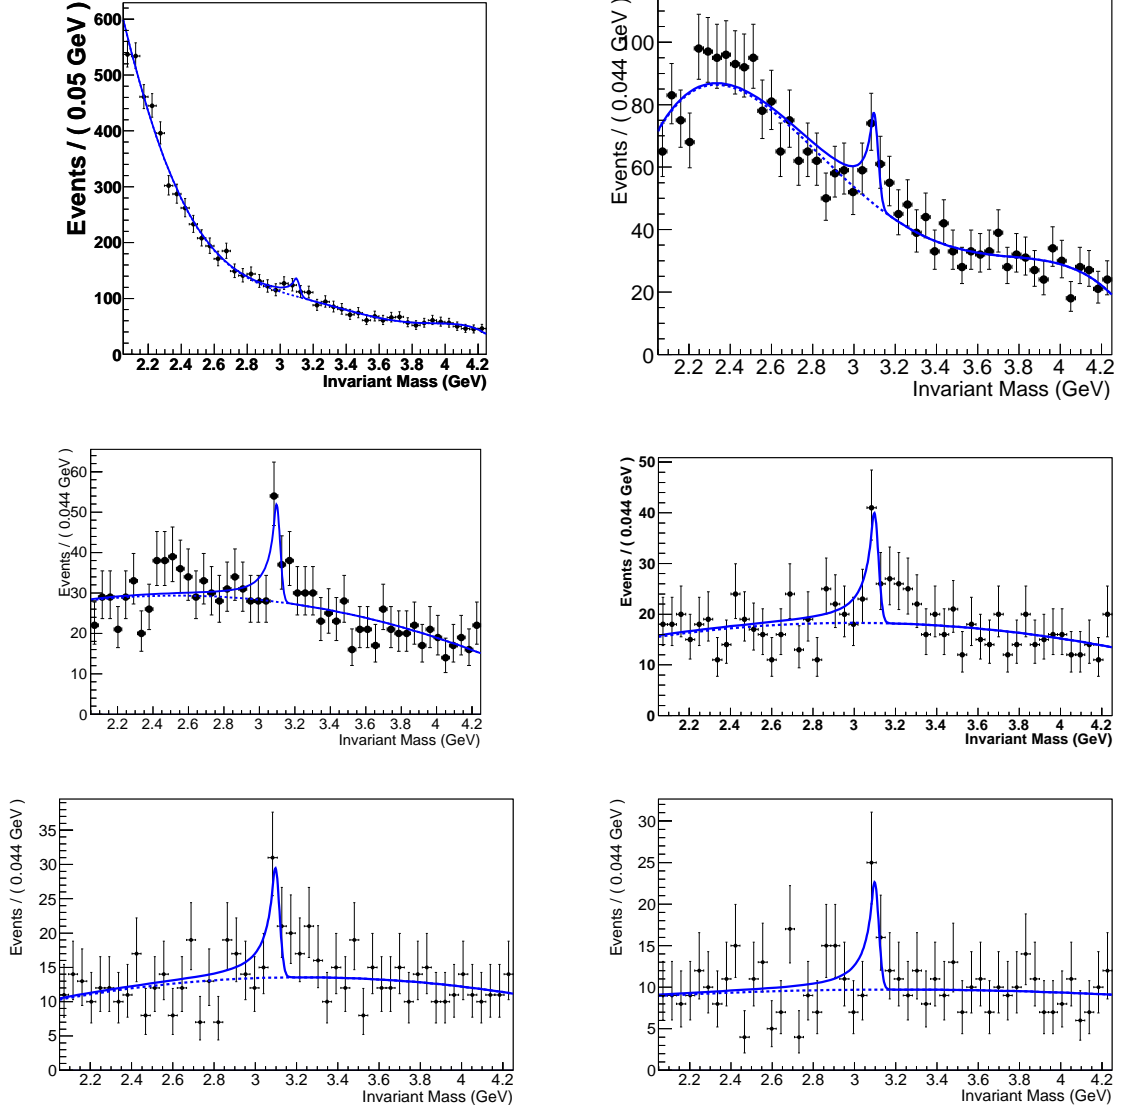 Events / ( 0.05 GeV )
600
500
400
300
200
100
0
2.2 2.4 2.6 2.8 3 3.2 3.4 3.6 3.8 4 4.2
Invariant Mass (GeV)
Events / ( 0.044 GeV )
100
80
60
40
20
0
2.2 2.4 2.6 2.8 3 3.2 3.4 3.6 3.8 4 4.2
Invariant Mass (GeV)
Events / ( 0.044 GeV )
60
50
40
30
20
10
0
2.2 2.4 2.6 2.8 3 3.2 3.4 3.6 3.8 4 4.2
Invariant Mass (GeV)
Events / ( 0.044 GeV )
50
40
30
20
10
0
2.2 2.4 2.6 2.8 3 3.2 3.4 3.6 3.8 4 4.2
Invariant Mass (GeV)
Events / ( 0.044 GeV )
35
30
25
20
15
10
5
0
2.2 2.4 2.6 2.8 3 3.2 3.4 3.6 3.8 4 4.2
Invariant Mass (GeV)
Events / ( 0.044 GeV )
30
25
20
15
10
5
0
2.2 2.4 2.6 2.8 3 3.2 3.4 3.6 3.8 4 4.2
Invariant Mass (GeV)